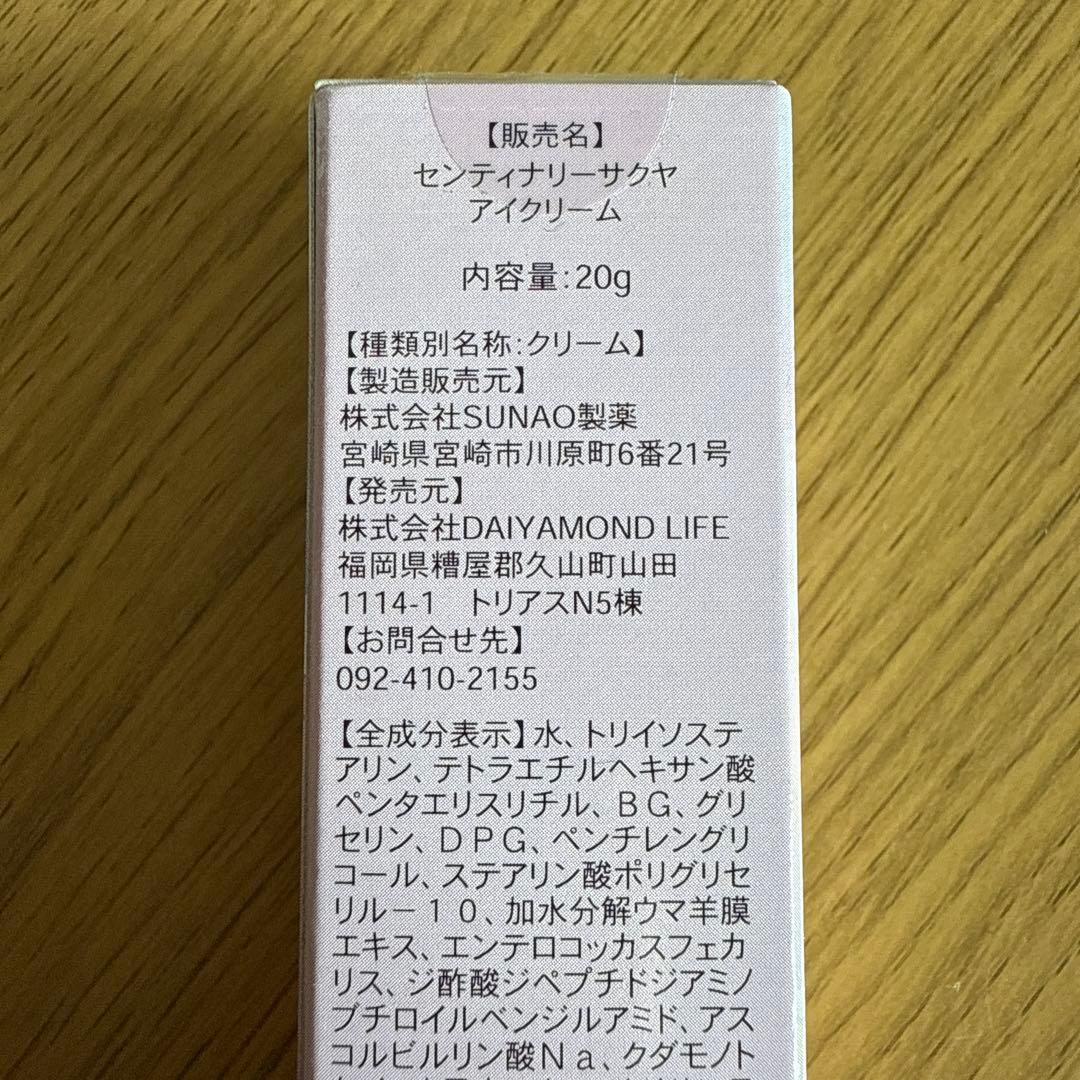 【販売名】
センティナリーサクヤ
アイクリーム
内容量:20g
【種類別名称:クリーム】
【製造販売元】
株式会社SUNAO製薬
宮崎県宮崎市川原町6番21号
【発売元】
株式会社DAIYAMOND LIFE
福岡県糟屋郡久山町山田
1114-1　トリアスN5棟
【お問合せ先】
092-410-2155
【全成分表示】水、トリイソステ
アリン、テトラエチルヘキサン酸
ペンタエリスリチル、ＢＧ、グリ
セリン、ＤＰＧ、ペンチレングリ
コール、ステアリン酸ポリグリセ
リルー１０、加水分解ウマ羊膜
エキス、エンテロコッカスフェカ
リス、ジ酢酸ジペプチドジアミノ
ブチロイルベンジルアミド、アス
コルビルリン酸Ｎａ、クダモノト